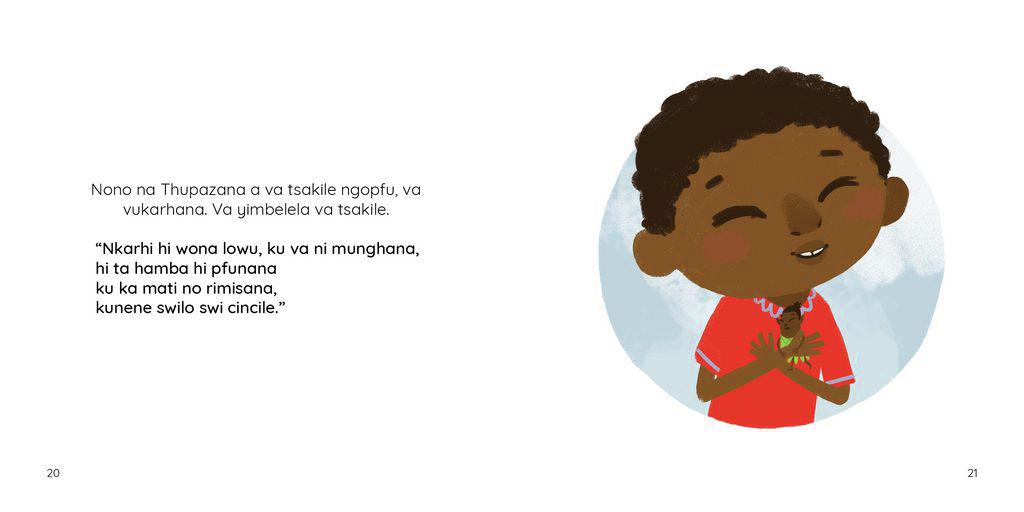 Nono na Thupazana a va tsakile ngopfu, va
vukarhana. Va yimbelela va tsakile.
“Nkarhi hi wona lowu, ku va ni munghana,
hi ta hamba hi pfunana
ku ka mati no rimisana,
kunene swilo swi cincile.”
20
21